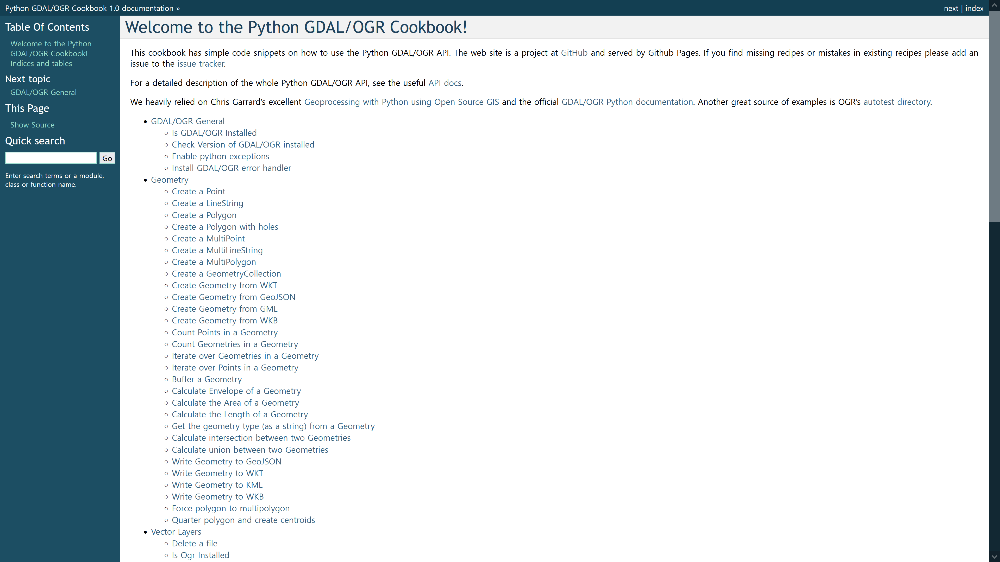 Python GDAL/OGR Cookbook 1.0 documentation »
next | index
Table Of Contents
Welcome to the Python
GDAL/OGR Cookbook!
Indices and tables
Next topic
GDAL/OGR General
This Page
Show Source
Quick search
Go
Enter search terms or a module,
class or function name.
Welcome to the Python GDAL/OGR Cookbook!
This cookbook has simple code snippets on how to use the Python GDAL/OGR API. The web site is a project at GitHub and served by Github Pages. If you find missing recipes or mistakes in existing recipes please add an
issue to the issue tracker.
For a detailed description of the whole Python GDAL/OGR API, see the useful API docs.
We heavily relied on Chris Garrard’s excellent Geoprocessing with Python using Open Source GIS and the official GDAL/OGR Python documentation. Another great source of examples is OGR’s autotest directory.
• GDAL/OGR General
◦ Is GDAL/OGR Installed
◦ Check Version of GDAL/OGR installed
◦ Enable python exceptions
◦ Install GDAL/OGR error handler
• Geometry
◦ Create a Point
◦ Create a LineString
◦ Create a Polygon
◦ Create a Polygon with holes
◦ Create a MultiPoint
◦ Create a MultiLineString
◦ Create a MultiPolygon
◦ Create a GeometryCollection
◦ Create Geometry from WKT
◦ Create Geometry from GeoJSON
◦ Create Geometry from GML
◦ Create Geometry from WKB
◦ Count Points in a Geometry
◦ Count Geometries in a Geometry
◦ Iterate over Geometries in a Geometry
◦ Iterate over Points in a Geometry
◦ Buffer a Geometry
◦ Calculate Envelope of a Geometry
◦ Calculate the Area of a Geometry
◦ Calculate the Length of a Geometry
◦ Get the geometry type (as a string) from a Geometry
◦ Calculate intersection between two Geometries
◦ Calculate union between two Geometries
◦ Write Geometry to GeoJSON
◦ Write Geometry to WKT
◦ Write Geometry to KML
◦ Write Geometry to WKB
◦ Force polygon to multipolygon
◦ Quarter polygon and create centroids
• Vector Layers
◦ Delete a file
◦ Is Ogr Installed